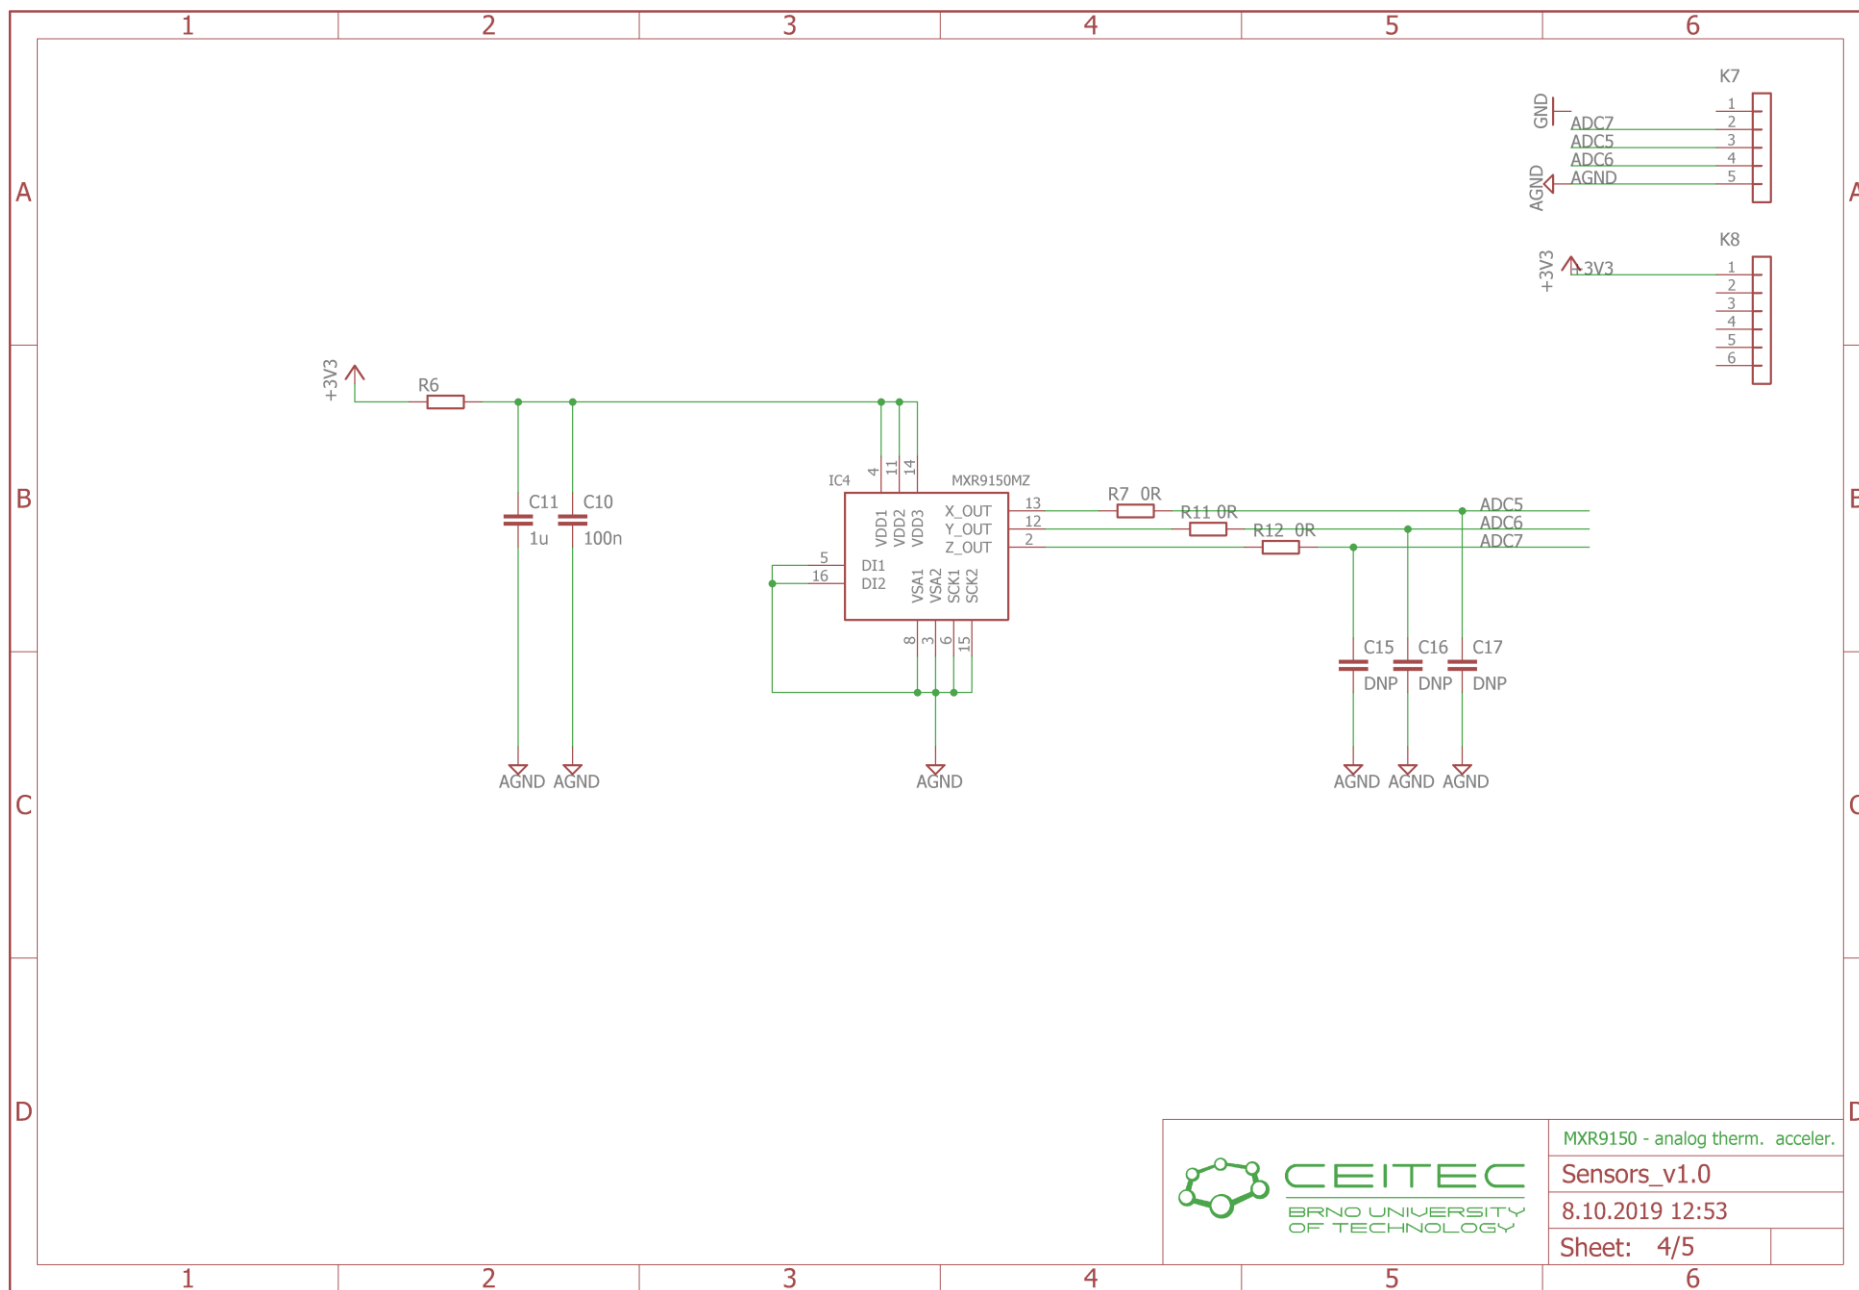 1 2 3 4 5 6
K7
GND
1
ADC7 2
ADC5 3
ADC6 4
AGND AGND 5
K8
+3V3 +3V3 1
2
3
4
5
6
A A
+3V3
R6
C11 C10
1u 100n
IC4 MXR9150MZ
4 11 14
VDD1 VDD2 VDD3
X_OUT 13 R7 0R ADC5
Y_OUT 12 R11 0R ADC6
Z_OUT 2 R12 0R ADC7
5 DI1
16 DI2
VSA1 VSA2 SCK1 SCK2
8 3 6 15
B B
C15 C16 C17
DNP DNP DNP
AGND AGND AGND AGND AGND AGND
C C
D D
CEITEC
BRNO UNIVERSITY
OF TECHNOLOGY
MXR9150 - analog therm. acceler.
Sensors_v1.0
8.10.2019 12:53
Sheet: 4/5
1 2 3 4 5 6